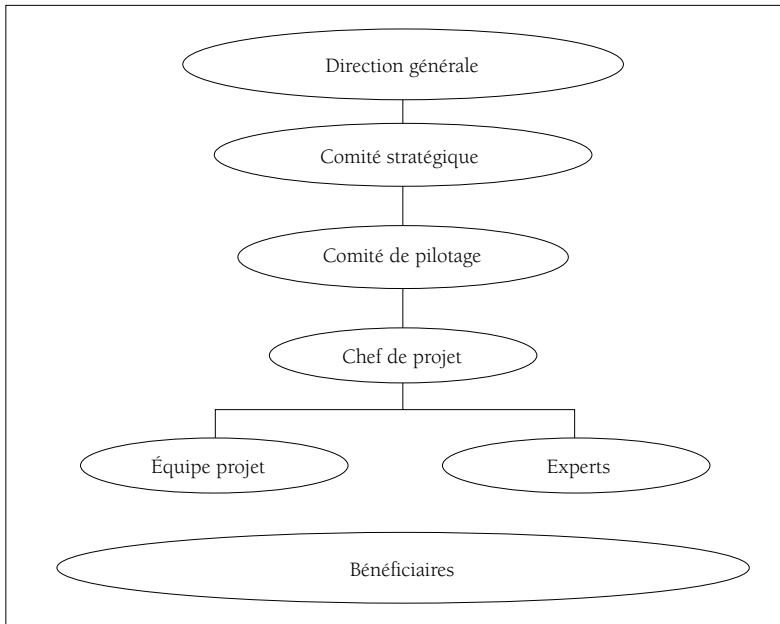 Direction générale
Comité stratégique
Comité de pilotage
Chef de projet
Équipe projet
Experts
Bénéficiaires